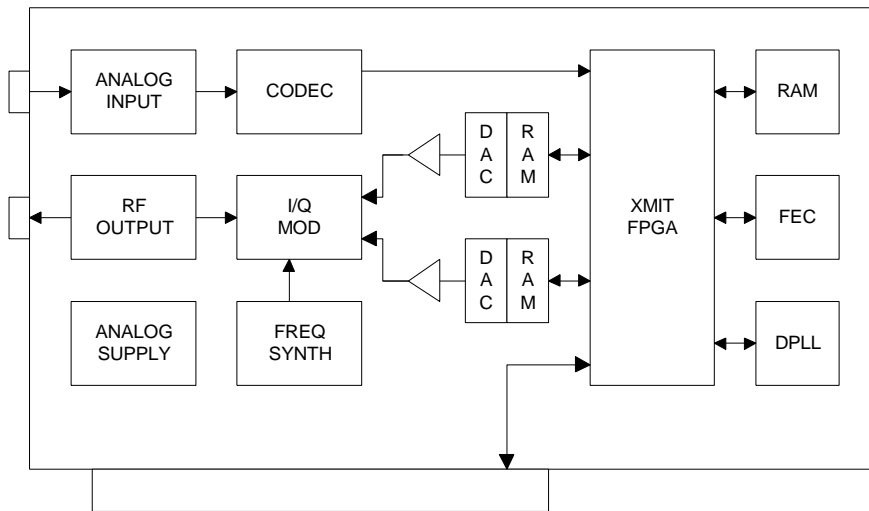 ANALOG
INPUT
CODEC
RAM
D
A
C
R
A
M
RF
OUTPUT
I/Q
MOD
XMIT
FPGA
FEC
D
A
C
R
A
M
ANALOG
SUPPLY
FREQ
SYNTH
DPLL